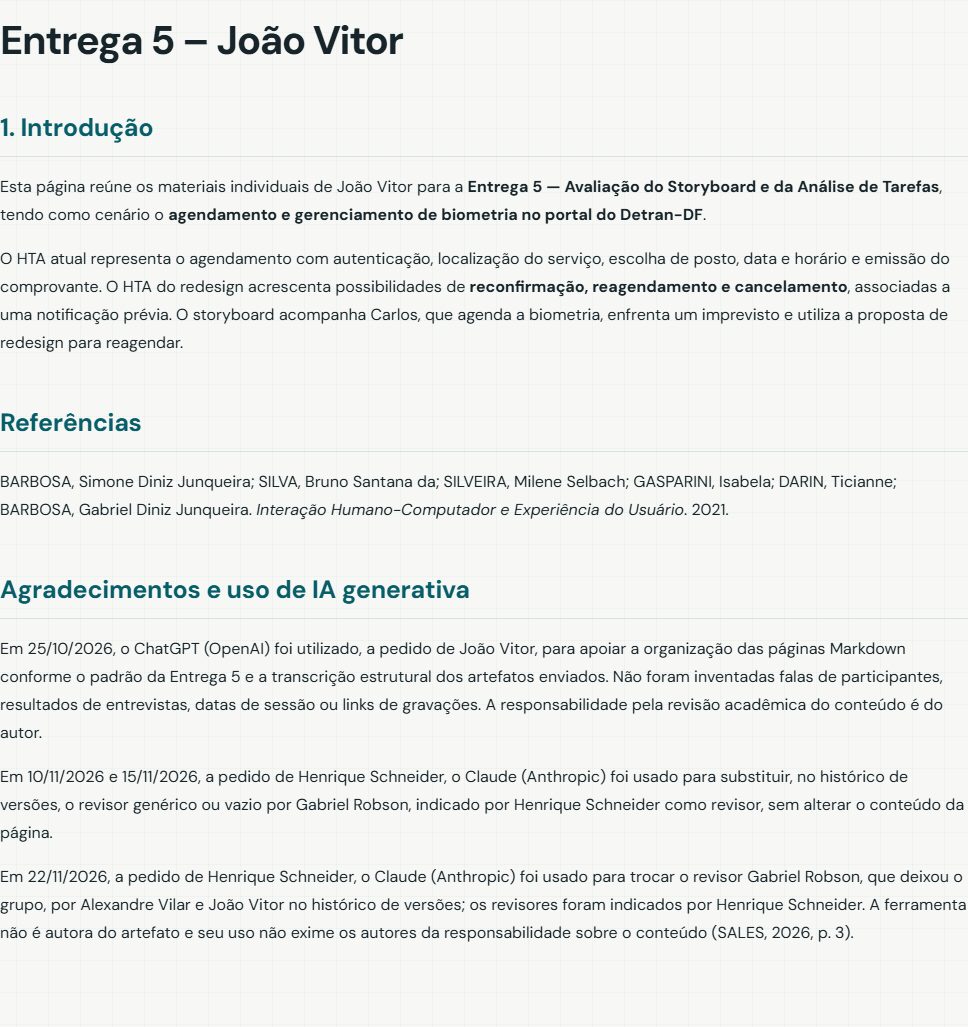 Entrega 5 – João Vitor
1. Introdução
Esta página reúne os materiais individuais de João Vitor para a Entrega 5 — Avaliação do Storyboard e da Análise de Tarefas,
tendo como cenário o agendamento e gerenciamento de biometria no portal do Detran-DF.
O HTA atual representa o agendamento com autenticação, localização do serviço, escolha de posto, data e horário e emissão do
comprovante. O HTA do redesign acrescenta possibilidades de reconfirmação, reagendamento e cancelamento, associadas a
uma notificação prévia. O storyboard acompanha Carlos, que agenda a biometria, enfrenta um imprevisto e utiliza a proposta de
redesign para reagendar.
Referências
BARBOSA, Simone Diniz Junqueira; SILVA, Bruno Santana da; SILVEIRA, Milene Selbach; GASPARINI, Isabela; DARIN, Ticianne;
BARBOSA, Gabriel Diniz Junqueira. Interação Humano-Computador e Experiência do Usuário. 2021.
Agradecimentos e uso de IA generativa
Em 25/10/2026, o ChatGPT (OpenAI) foi utilizado, a pedido de João Vitor, para apoiar a organização das páginas Markdown
conforme o padrão da Entrega 5 e a transcrição estrutural dos artefatos enviados. Não foram inventadas falas de participantes,
resultados de entrevistas, datas de sessão ou links de gravações. A responsabilidade pela revisão acadêmica do conteúdo é do
autor.
Em 10/11/2026 e 15/11/2026, a pedido de Henrique Schneider, o Claude (Anthropic) foi usado para substituir, no histórico de
versões, o revisor genérico ou vazio por Gabriel Robson, indicado por Henrique Schneider como revisor, sem alterar o conteúdo da
página.
Em 22/11/2026, a pedido de Henrique Schneider, o Claude (Anthropic) foi usado para trocar o revisor Gabriel Robson, que deixou o
grupo, por Alexandre Vilar e João Vitor no histórico de versões; os revisores foram indicados por Henrique Schneider. A ferramenta
não é autora do artefato e seu uso não exime os autores da responsabilidade sobre o conteúdo (SALES, 2026, p. 3).